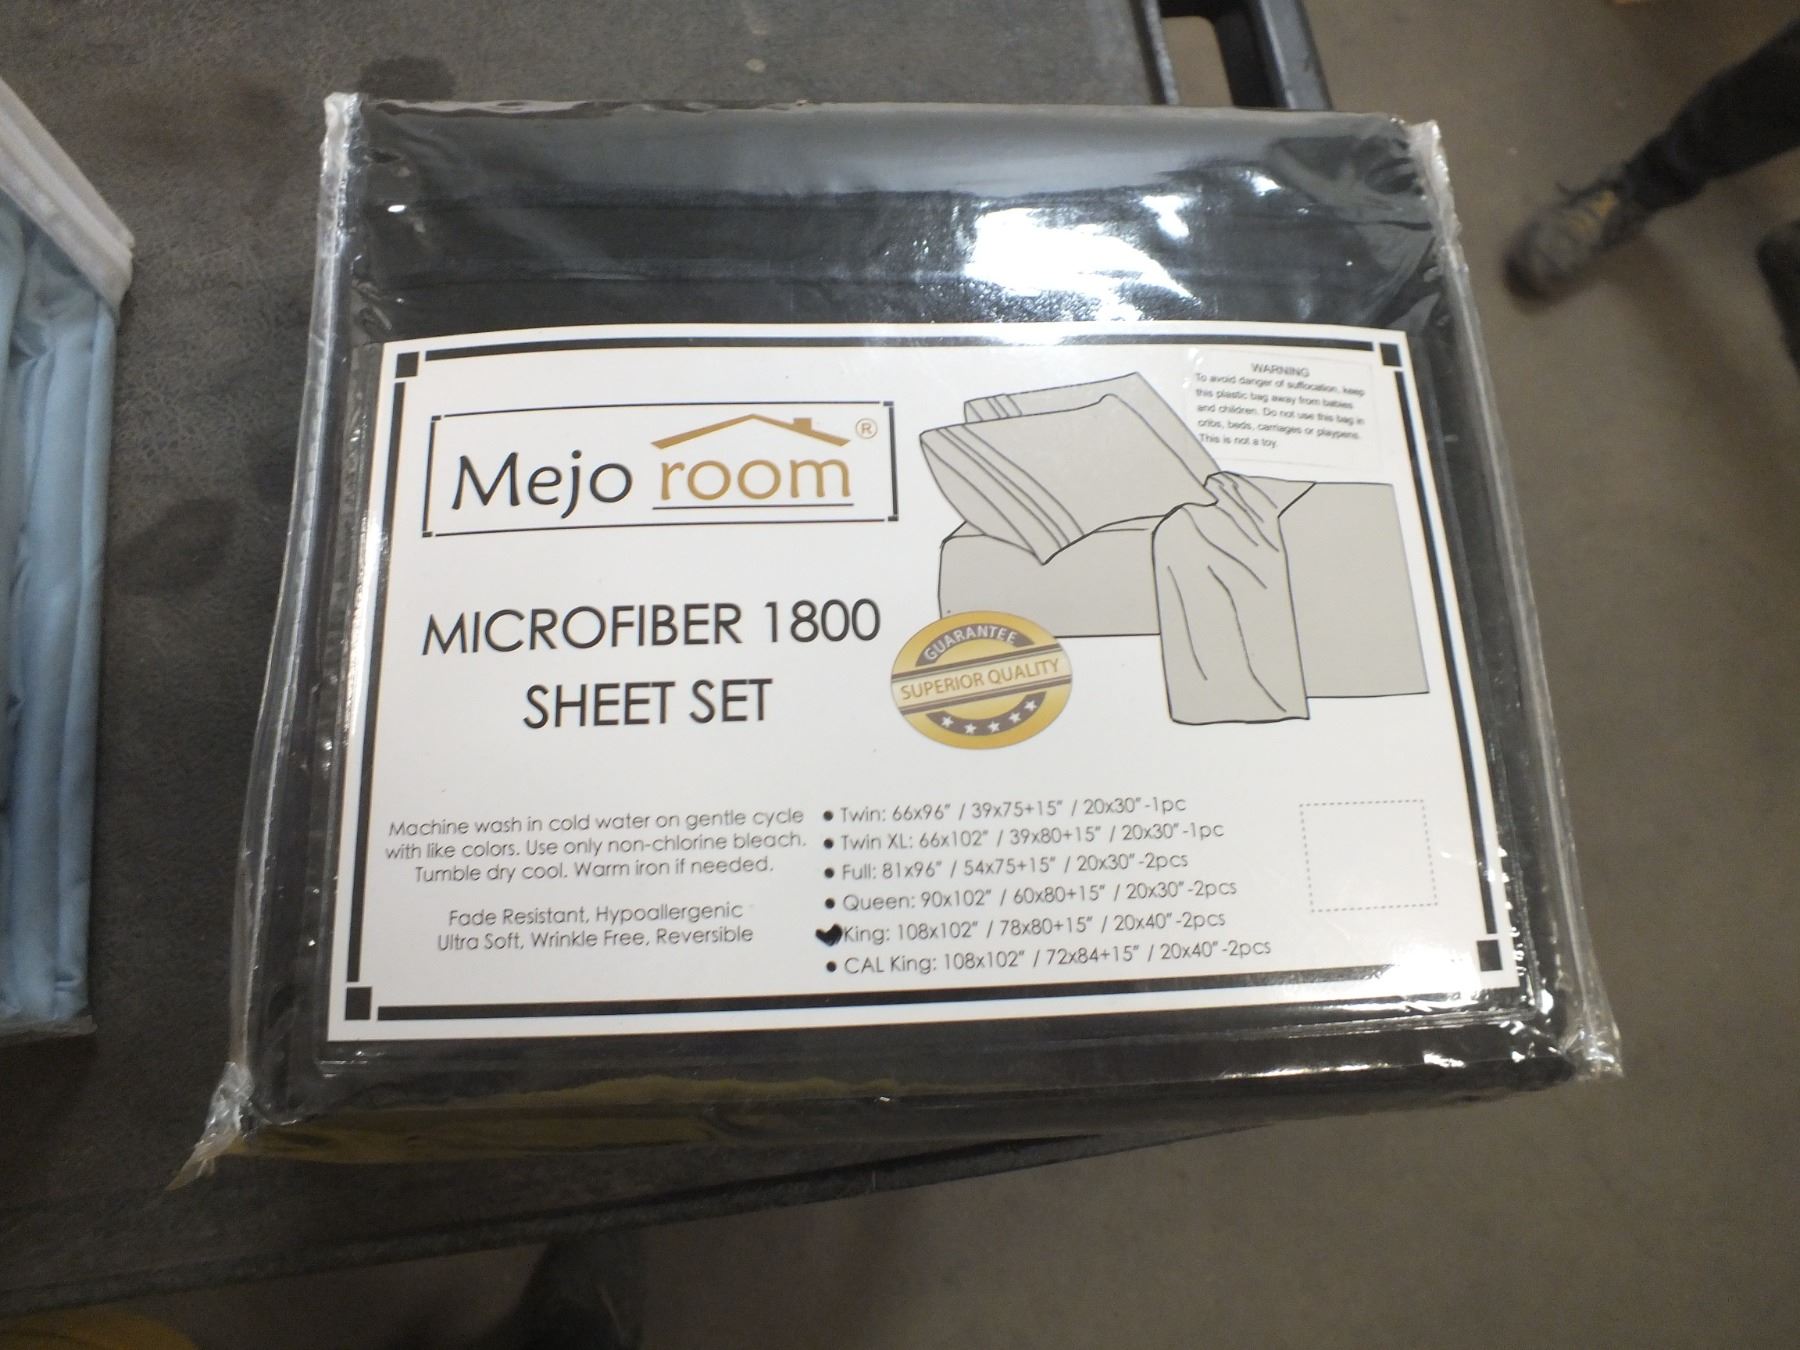 Mejo room®
WARNING
To avoid danger of suffocation, keep
this plastic bag away from babies
and children. Do not use this bag in
cribs, beds, carriages or playpens.
This is not a toy.
MICROFIBER 1800
SHEET SET
GUARANTEE
SUPERIOR QUALITY
Machine wash in cold water on gentle cycle
with like colors. Use only non-chlorine bleach.
Tumble dry cool. Warm iron if needed.
Fade Resistant, Hypoallergenic
Ultra Soft, Wrinkle Free, Reversible
• Twin: 66x96" / 39x75+15" / 20x30"-1pc
• Twin XL: 66x102" / 39x80+15" / 20x30"-1pc
• Full: 81x96" / 54x75+15" / 20x30"-2pcs
• Queen: 90x102" / 60x80+15" / 20x30"-2pcs
King: 108x102" / 78x80+15" / 20x40"-2pcs
• CAL King: 108x102" / 72x84+15" / 20x40"-2pcs